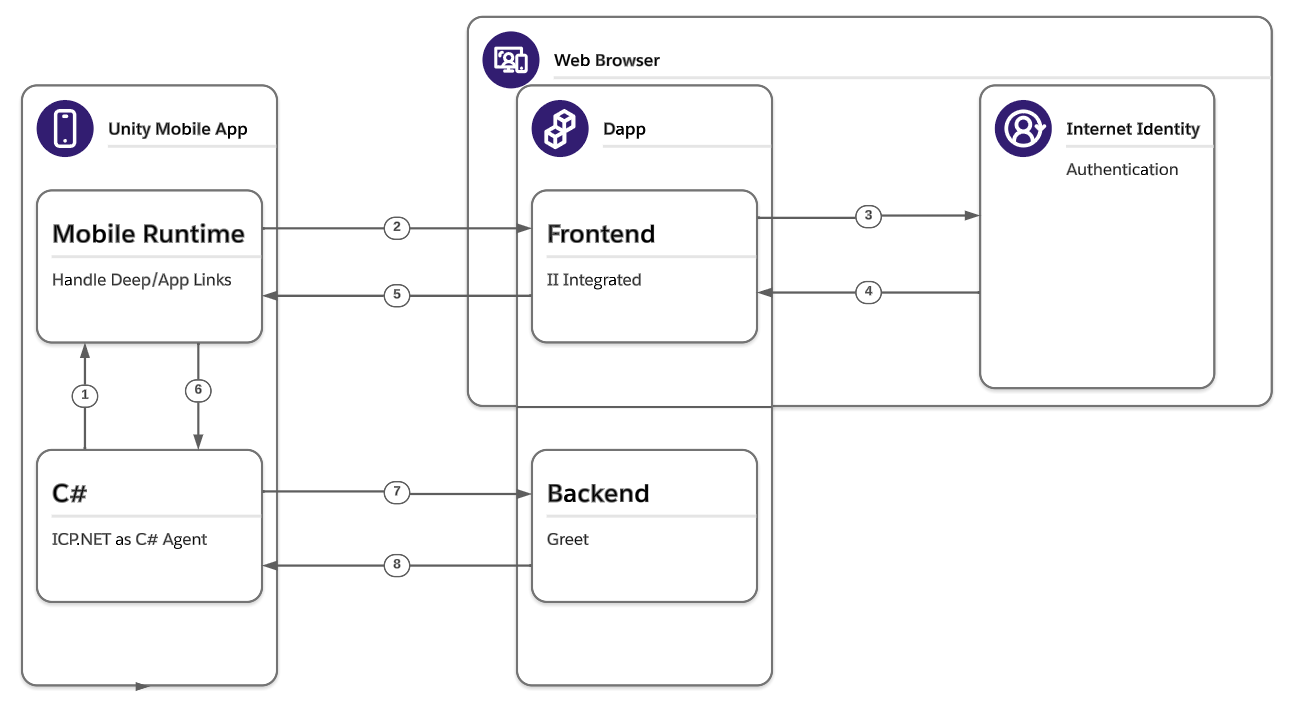 Web Browser
Unity Mobile App
Dapp
Internet Identity
Authentication
Mobile Runtime
Handle Deep/App Links
2
5
Frontend
II Integrated
3
4
1
6
C#
ICP.NET as C# Agent
7
8
Backend
Greet